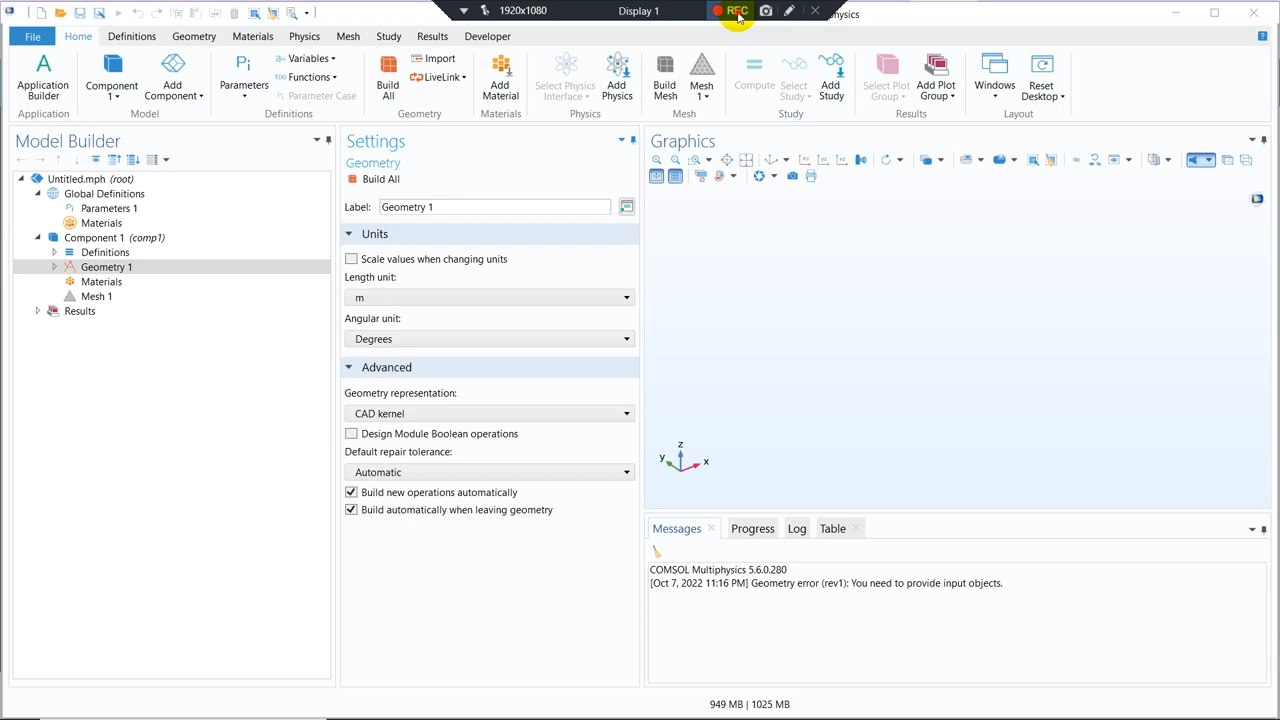 1920x1080
Display 1
REC
physics
File
Home
Definitions
Geometry
Materials
Physics
Mesh
Study
Results
Developer
Application Builder
Component 1
Add Component
Parameters
a= Variables
f(x) Functions
Pi Parameter Case
Build All
Import
LiveLink
Add Material
Select Physics Interface
Add Physics
Build Mesh
Mesh 1
Compute
Select Study
Add Study
Select Plot Group
Add Plot Group
Windows
Reset Desktop
Application
Model
Definitions
Geometry
Materials
Physics
Mesh
Study
Results
Layout
Model Builder
Untitled.mph (root)
Global Definitions
Pi Parameters 1
Materials
Component 1 (comp1)
Definitions
Geometry 1
Materials
Mesh 1
Results
Settings
Geometry
Build All
Label: Geometry 1
Units
Scale values when changing units
Length unit:
m
Angular unit:
Degrees
Advanced
Geometry representation:
CAD kernel
Design Module Boolean operations
Default repair tolerance:
Automatic
Build new operations automatically
Build automatically when leaving geometry
Graphics
z
y
x
Messages
Progress
Log
Table
COMSOL Multiphysics 5.6.0.280
[Oct 7, 2022 11:16 PM] Geometry error (rev1): You need to provide input objects.
949 MB | 1025 MB